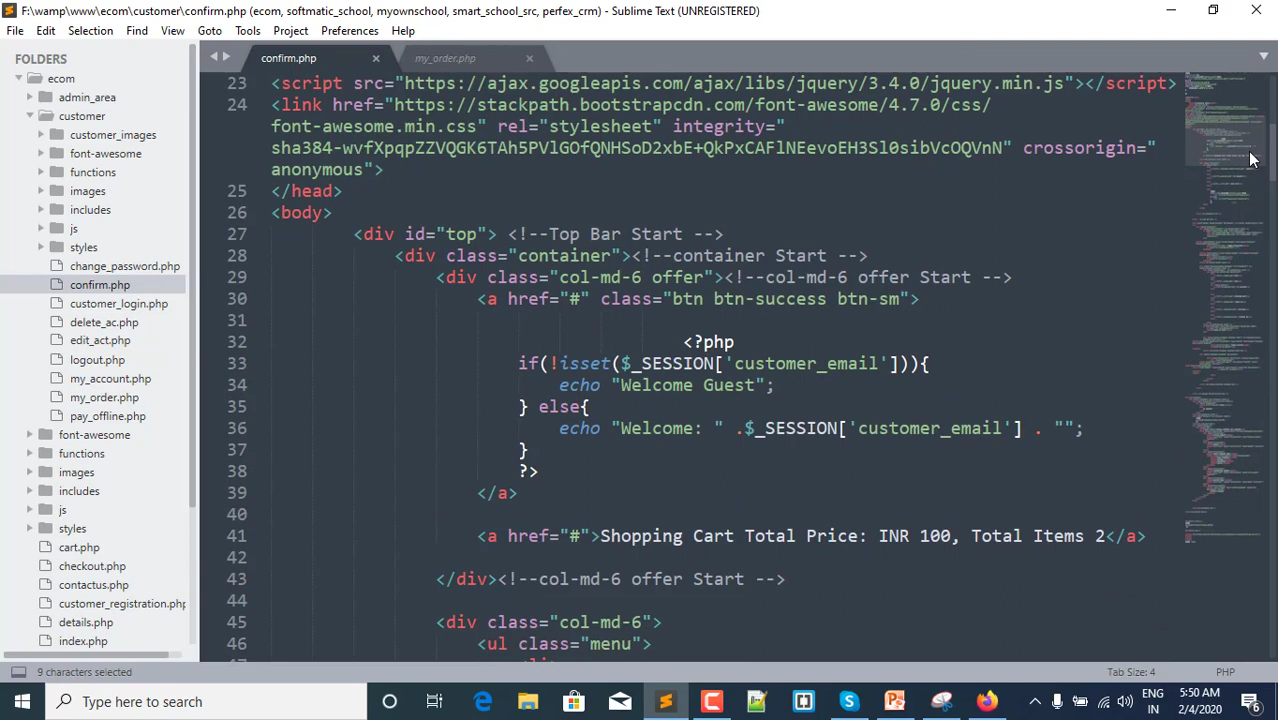 F:\wamp\www\ecom\customer\confirm.php (ecom, softmatic_school, myownschool, smart_school_src, perfex_crm) - Sublime Text (UNREGISTERED)
File Edit Selection Find View Goto Tools Project Preferences Help
FOLDERS
ecom
admin_area
customer
customer_images
font-awesome
functions
images
includes
js
styles
change_password.php
confirm.php
customer_login.php
delete_ac.php
edit_act.php
logout.php
my_account.php
my_order.php
pay_offline.php
font-awesome
functions
images
includes
js
styles
cart.php
checkout.php
contactus.php
customer_registration.php
details.php
index.php
confirm.php my_order.php
23 <script src="https://ajax.googleapis.com/ajax/libs/jquery/3.4.0/jquery.min.js"></script>
24 <link href="https://stackpath.bootstrapcdn.com/font-awesome/4.7.0/css/
font-awesome.min.css" rel="stylesheet" integrity="
sha384-wvfXpqpZZVQGK6TAh5PVlGOfQNHSoD2xbE+QkPxCAFlNEevoEH3Sl0sibVcOQVnN" crossorigin="
anonymous">
25 </head>
26 <body>
27 <div id="top"> <!--Top Bar Start -->
28 <div class="container"><!--container Start -->
29 <div class="col-md-6 offer"><!--col-md-6 offer Start -->
30 <a href="#" class="btn btn-success btn-sm">
31
32 <?php
33 if(!isset($_SESSION['customer_email'])){
34 echo "Welcome Guest";
35 } else{
36 echo "Welcome: " .$_SESSION['customer_email'] . "";
37 }
38 ?>
39 </a>
40
41 <a href="#">Shopping Cart Total Price: INR 100, Total Items 2</a>
42
43 </div><!--col-md-6 offer Start -->
44
45 <div class="col-md-6">
46 <ul class="menu">
9 characters selected
Tab Size: 4 PHP
Type here to search
ENG
IN
5:50 AM
2/4/2020
6